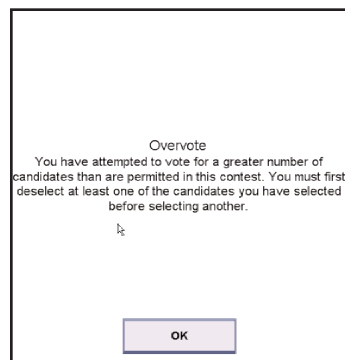 Overvote
You have attempted to vote for a greater number of
candidates than are permitted in this contest. You must first
deselect at least one of the candidates you have selected
before selecting another.
OK